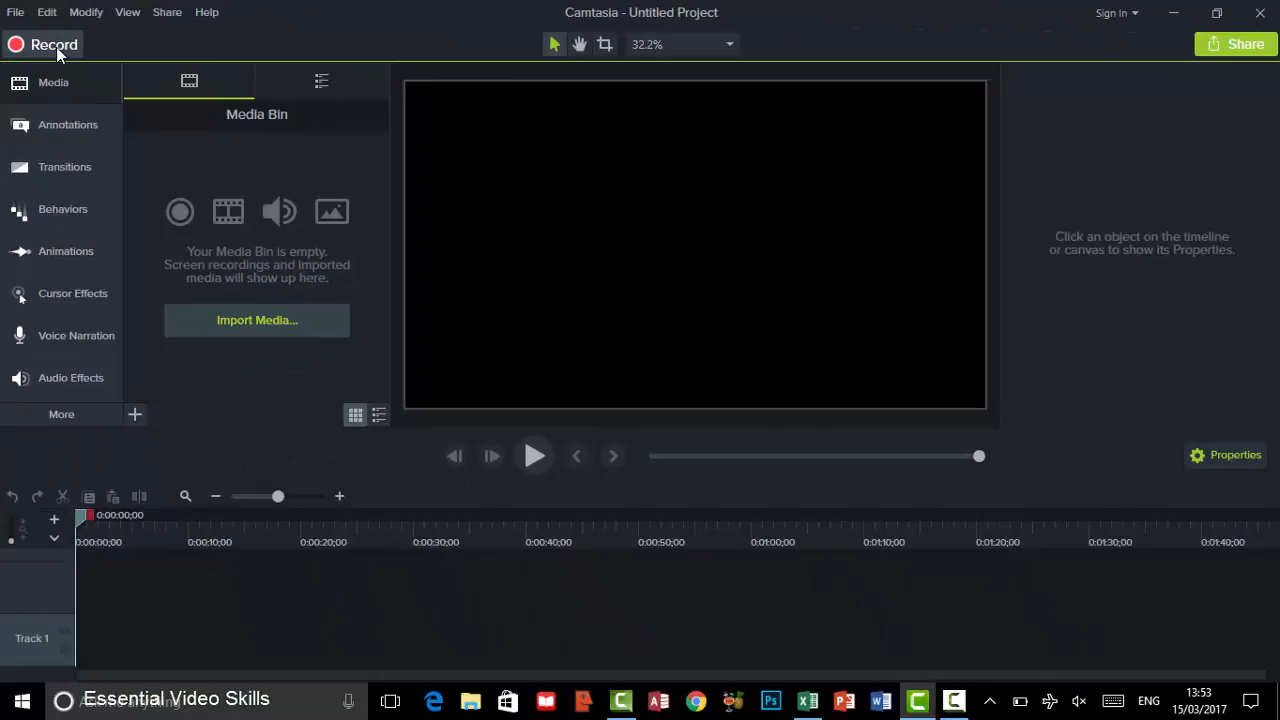 File Edit Modify View Share Help
Camtasia - Untitled Project
Sign In
Record
32.2%
Share
Media
Annotations
Transitions
Behaviors
Animations
Cursor Effects
Voice Narration
Audio Effects
More
Media Bin
Your Media Bin is empty.
Screen recordings and imported
media will show up here.
Import Media...
Click an object on the timeline
or canvas to show its Properties.
Properties
0:00:00;00
0:00:00;00 0:00:10;00 0:00:20;00 0:00:30;00 0:00:40;00 0:00:50;00 0:01:00;00 0:01:10;00 0:01:20;00 0:01:30;00 0:01:40;00
Track 1
Essential Video Skills
ENG
13:53
15/03/2017